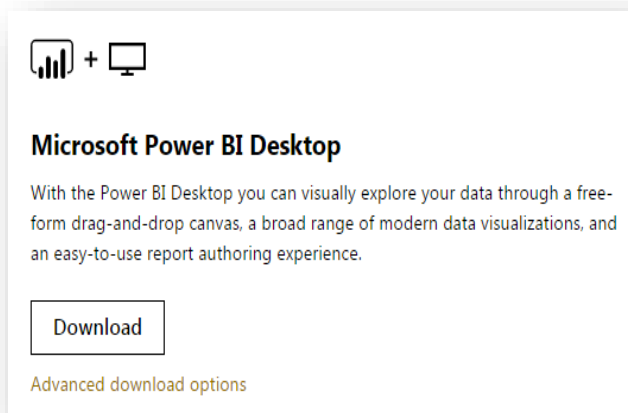 +
Microsoft Power BI Desktop
With the Power BI Desktop you can visually explore your data through a free-
form drag-and-drop canvas, a broad range of modern data visualizations, and
an easy-to-use report authoring experience.
Download
Advanced download options